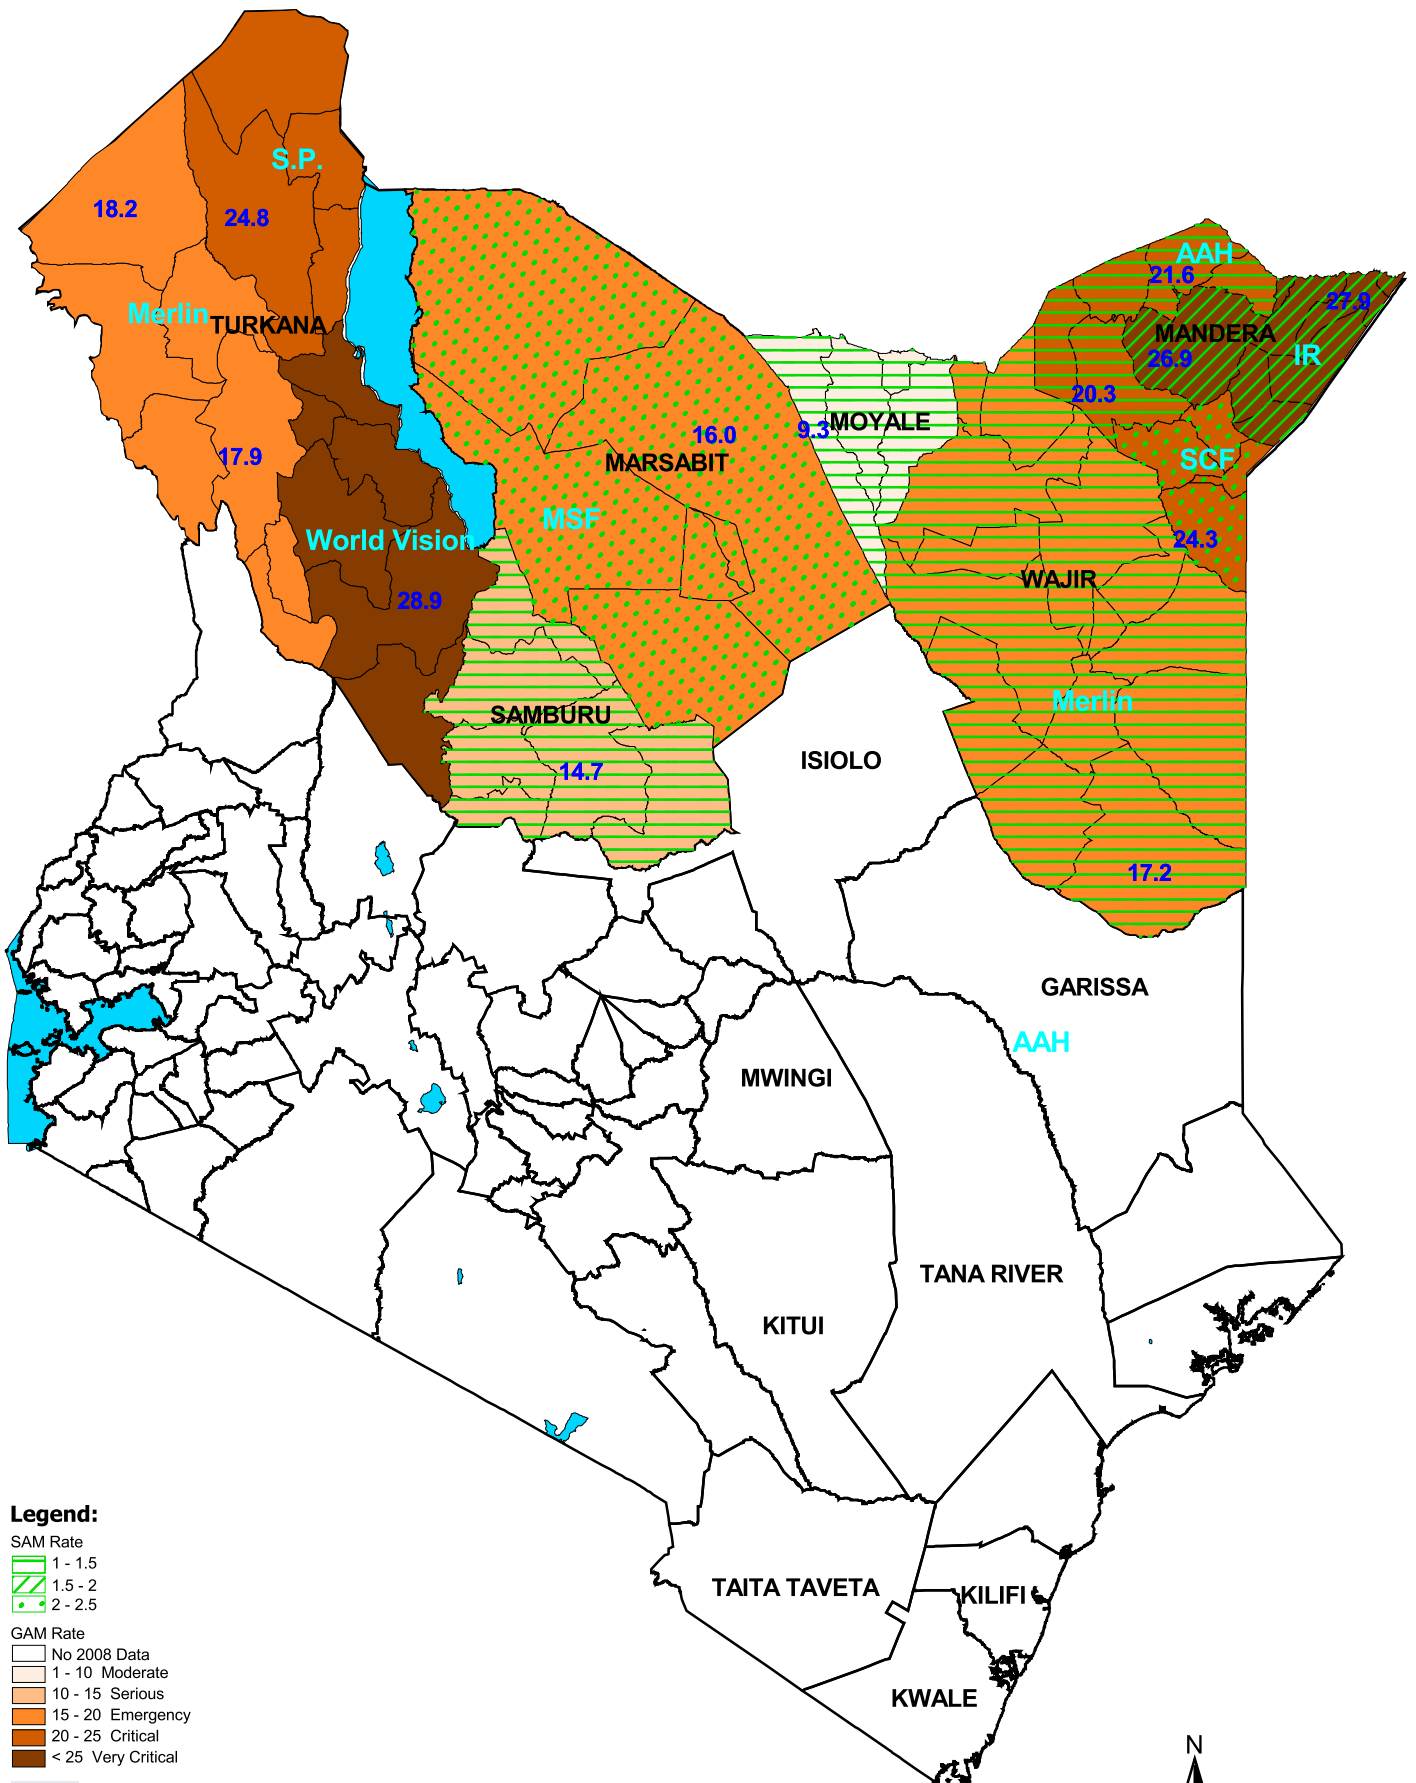 S.P.
18.2
24.8
AAH
21.6
27.9
Merlin
TURKANA
MANDERA
26.9
IR
20.3
9.3
MOYALE
16.0
MARSABIT
17.9
SCF
MSF
World Vision
24.3
WAJIR
28.9
Merlin
SAMBURU
14.7
ISIOLO
17.2
GARISSA
AAH
MWINGI
TANA RIVER
KITUI
TAITA TAVETA
KILIFI
KWALE
Legend:
SAM Rate
1 - 1.5
1.5 - 2
2 - 2.5
GAM Rate
No 2008 Data
1 - 10 Moderate
10 - 15 Serious
15 - 20 Emergency
20 - 25 Critical
< 25 Very Critical
N